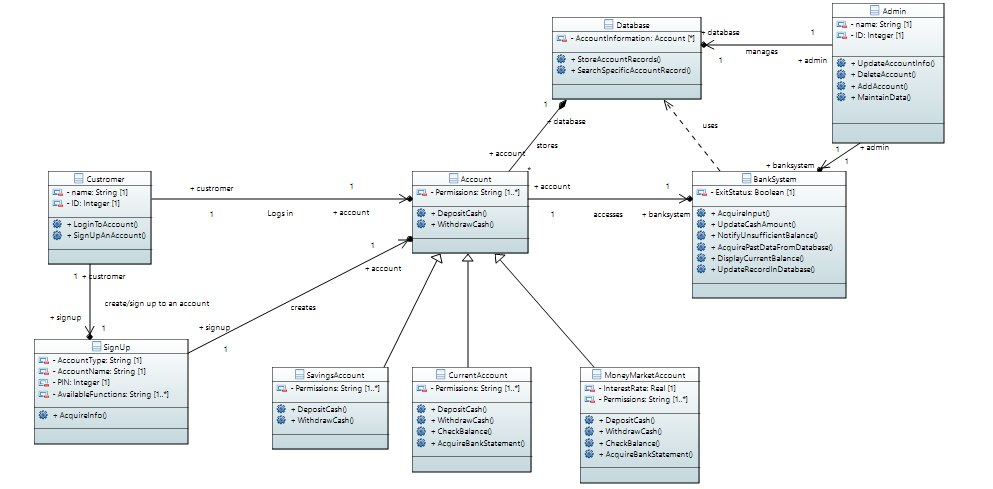 Database
- AccountInformation: Account [*]
+ StoreAccountRecords()
+ SearchSpecificAccountRecord()
Admin
- name: String [1]
- ID: Integer [1]
+ UpdateAccountInfo()
+ DeleteAccount()
+ AddAccount()
+ MaintainData()
+ database
1
manages
1
+ admin
1
+ database
stores
+ account
*
uses
+ admin
1
1
+ banksystem
Custromer
- name: String [1]
- ID: Integer [1]
+ LoginToAccount()
+ SignUpAnAccount()
+ custromer
1
1
Logs in
+ account
Account
- Permissions: String [1..*]
+ DepositCash()
+ WithdrawCash()
+ account
1
1
accesses
+ banksystem
BankSystem
- ExitStatus: Boolean [1]
+ AcquireInput()
+ UpdateCashAmount()
+ NotifyUnsufficientBalance()
+ AcquirePastDataFromDatabase()
+ DisplayCurrentBalance()
+ UpdateRecordInDatabase()
1
+ custromer
create/sign up to an account
+ signup
1
1
+ account
creates
+ signup
1
SignUp
- AccountType: String [1]
- AccountName: String [1]
- PIN: Integer [1]
- AvailableFunctions: String [1..*]
+ AcquireInfo()
SavingsAccount
- Permissions: String [1..*]
+ DepositCash()
+ WithdrawCash()
CurrentAccount
- Permissions: String [1..*]
+ DepositCash()
+ WithdrawCash()
+ CheckBalance()
+ AcquireBankStatement()
MoneyMarketAccount
- InterestRate: Real [1]
- Permissions: String [1..*]
+ DepositCash()
+ WithdrawCash()
+ CheckBalance()
+ AcquireBankStatement()